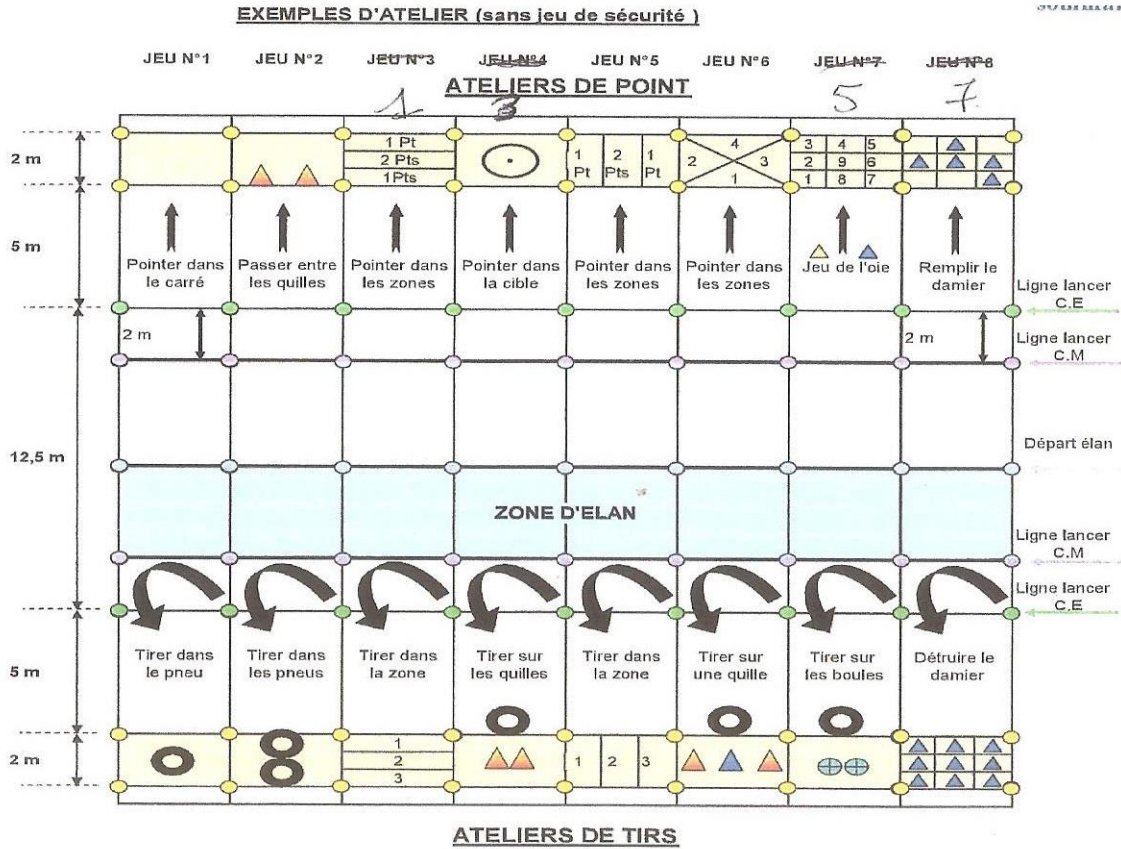 EXEMPLES D'ATELIER (sans jeu de sécurité )
JEU N°1 JEU N°2 JEU N°3 JEU N°4 JEU N°5 JEU N°6 JEU N°7 JEU N°8
ATELIERS DE POINT
1 3 5 7
2 m
1 Pt
2 Pts
1Pts
1 Pt
2 Pts
1 Pt
4
2 3
1
3 4 5
2 9 6
1 8 7
5 m
Pointer dans le carré
Passer entre les quilles
Pointer dans les zones
Pointer dans la cible
Pointer dans les zones
Pointer dans les zones
Jeu de l'oie
Remplir le damier
Ligne lancer C.E
2 m
2 m
Ligne lancer C.M
12,5 m
Départ élan
ZONE D'ELAN
Ligne lancer C.M
Ligne lancer C.E
5 m
Tirer dans le pneu
Tirer dans les pneus
Tirer dans la zone
Tirer sur les quilles
Tirer dans la zone
Tirer sur une quille
Tirer sur les boules
Détruire le damier
2 m
1
2
3
1 2 3
ATELIERS DE TIRS